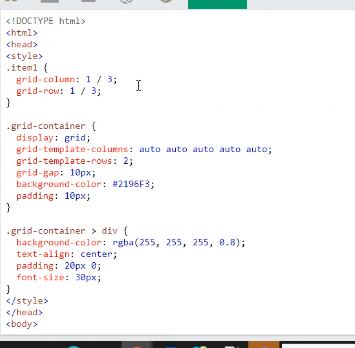 <!DOCTYPE html>
<html>
<head>
<style>
.item1 {
  grid-column: 1 / 3;
  grid-row: 1 / 3;
}

.grid-container {
  display: grid;
  grid-template-columns: auto auto auto auto auto;
  grid-template-rows: 2;
  grid-gap: 10px;
  background-color: #2196F3;
  padding: 10px;
}

.grid-container > div {
  background-color: rgba(255, 255, 255, 0.8);
  text-align: center;
  padding: 20px 0;
  font-size: 30px;
}
</style>
</head>
<body>